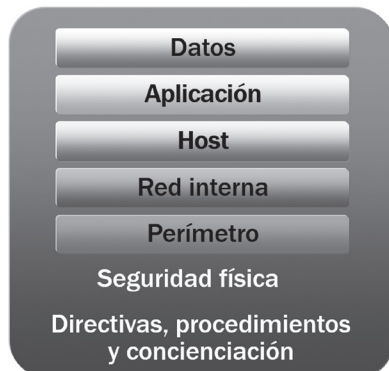 Datos
Aplicación
Host
Red interna
Perímetro
Seguridad física
Directivas, procedimientos
y concienciación